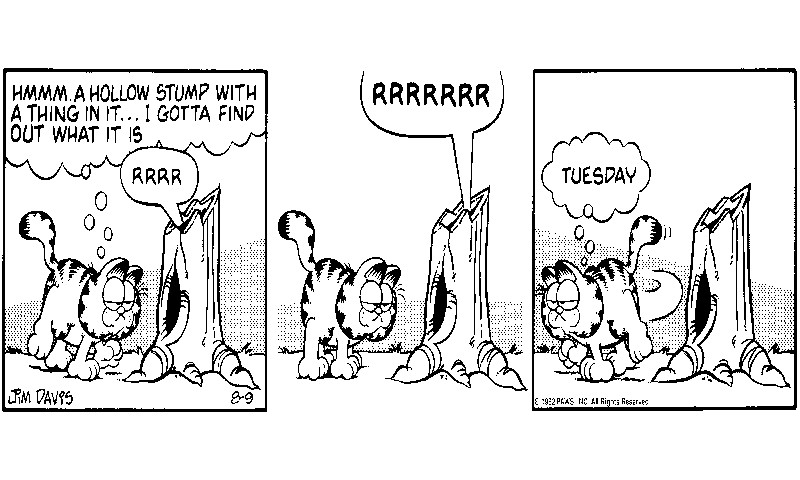 HMMM. A HOLLOW STUMP WITH
A THING IN IT... I GOTTA FIND
OUT WHAT IT IS
RRRR
JIM DAVIS
8-9
RRRRRRR
TUESDAY
© 1992 PAWS, INC. All Rights Reserved